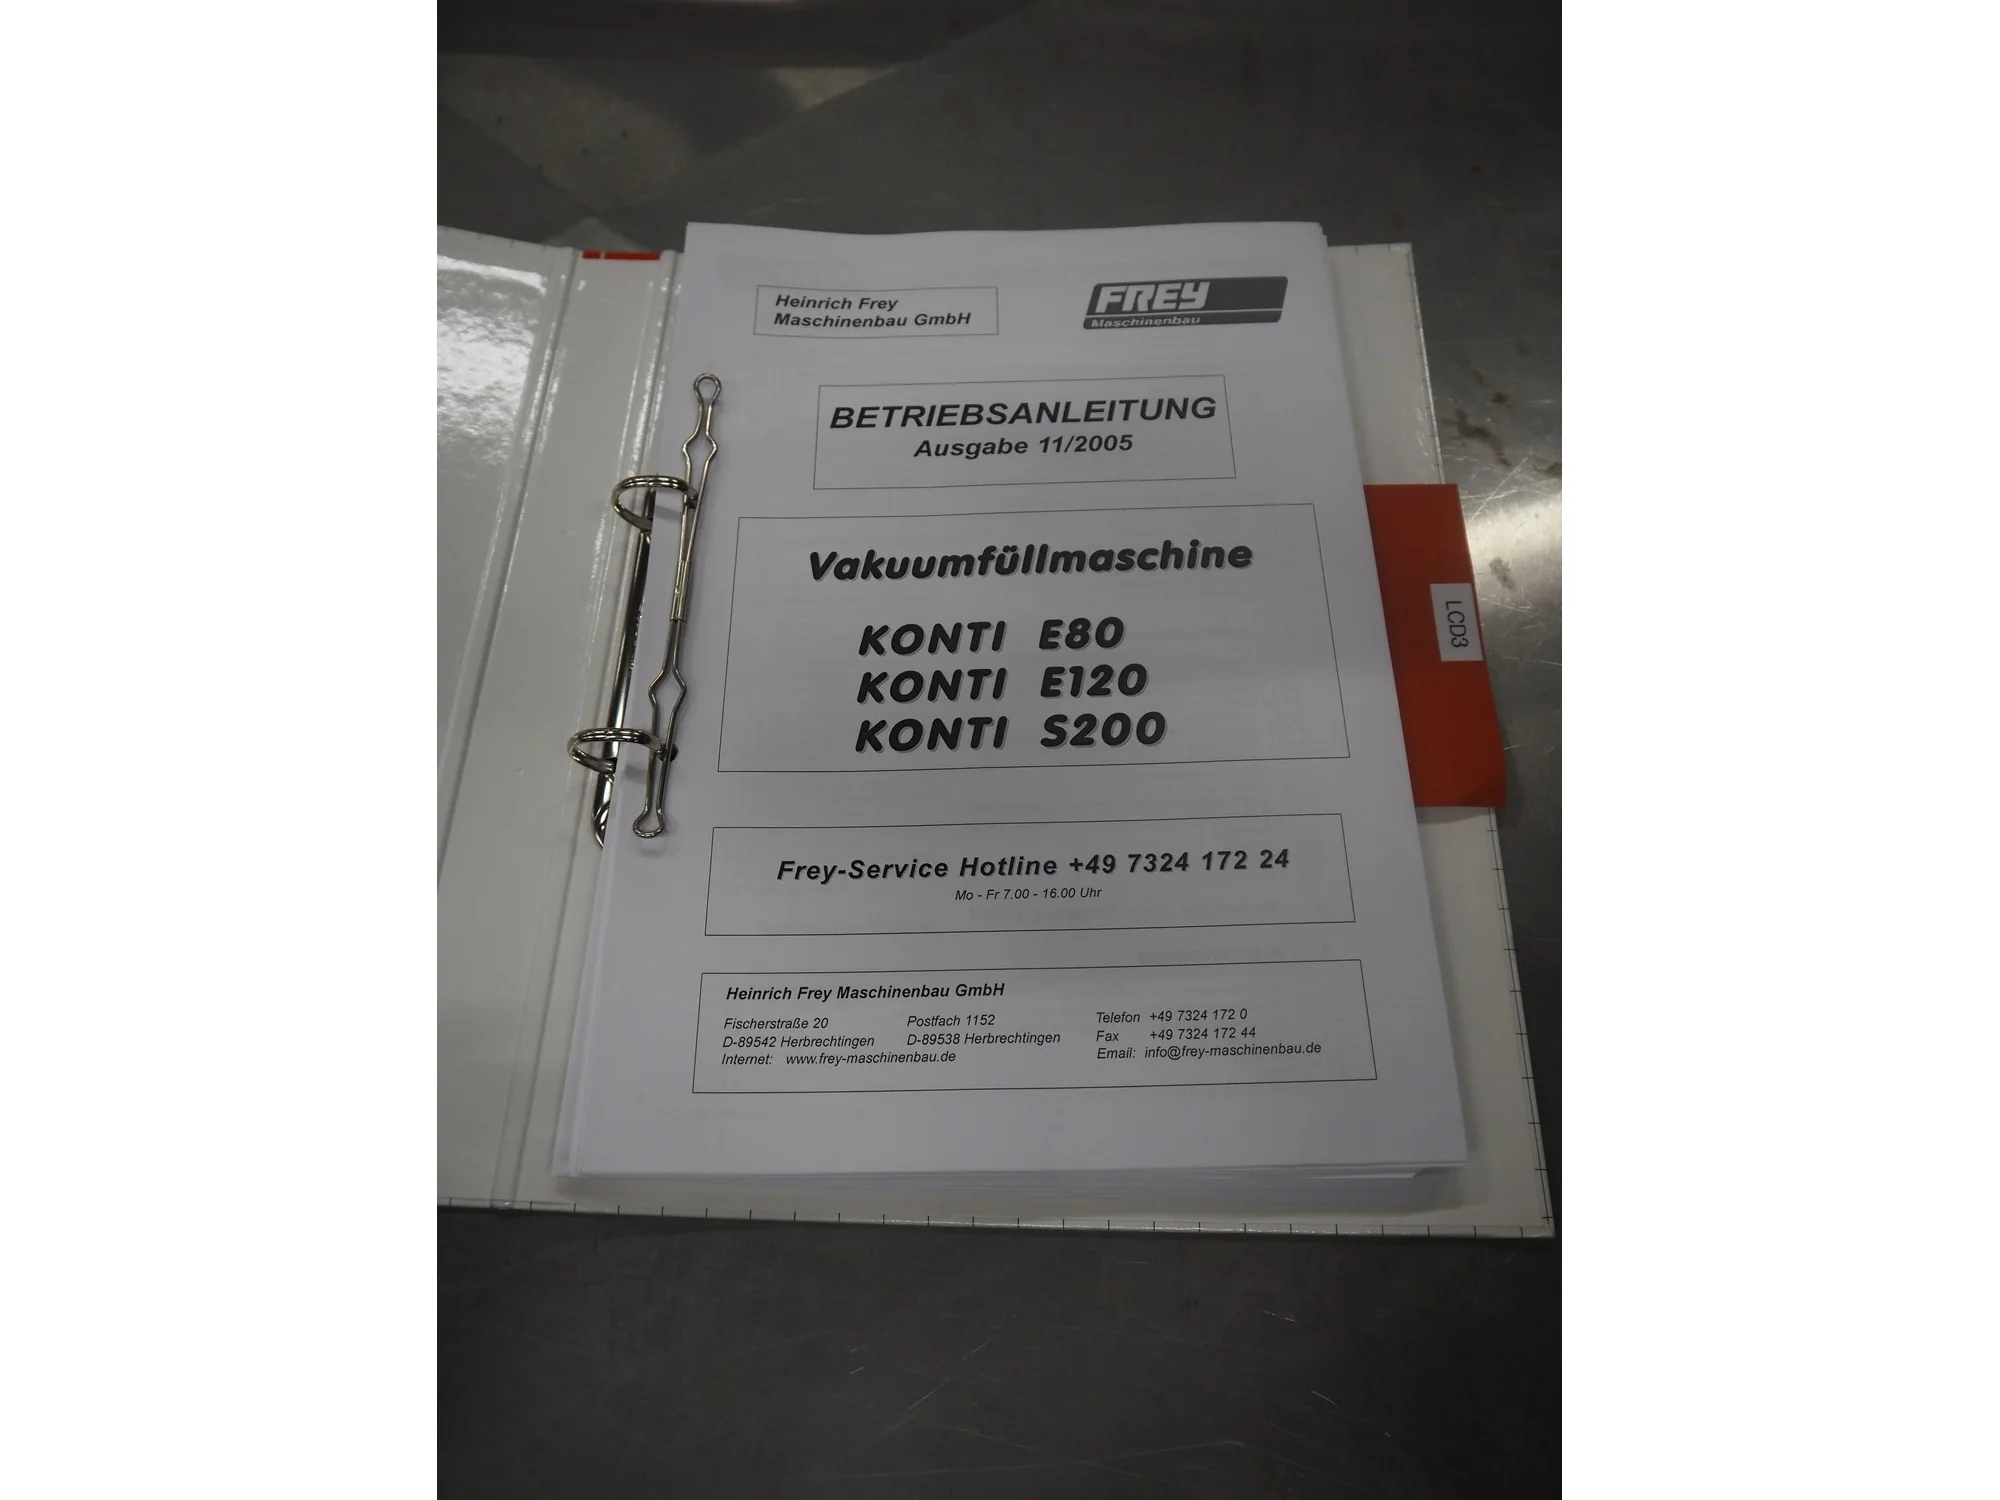 Heinrich Frey
Maschinenbau GmbH
FREY
Maschinenbau
BETRIEBSANLEITUNG
Ausgabe 11/2005
Vakuumfüllmaschine
KONTI E80
KONTI E120
KONTI S200
LCD3
Frey-Service Hotline +49 7324 172 24
Mo - Fr 7.00 - 16.00 Uhr
Heinrich Frey Maschinenbau GmbH
Fischerstraße 20 Postfach 1152 Telefon +49 7324 172 0
D-89542 Herbrechtingen D-89538 Herbrechtingen Fax +49 7324 172 44
Internet: www.frey-maschinenbau.de Email: info@frey-maschinenbau.de